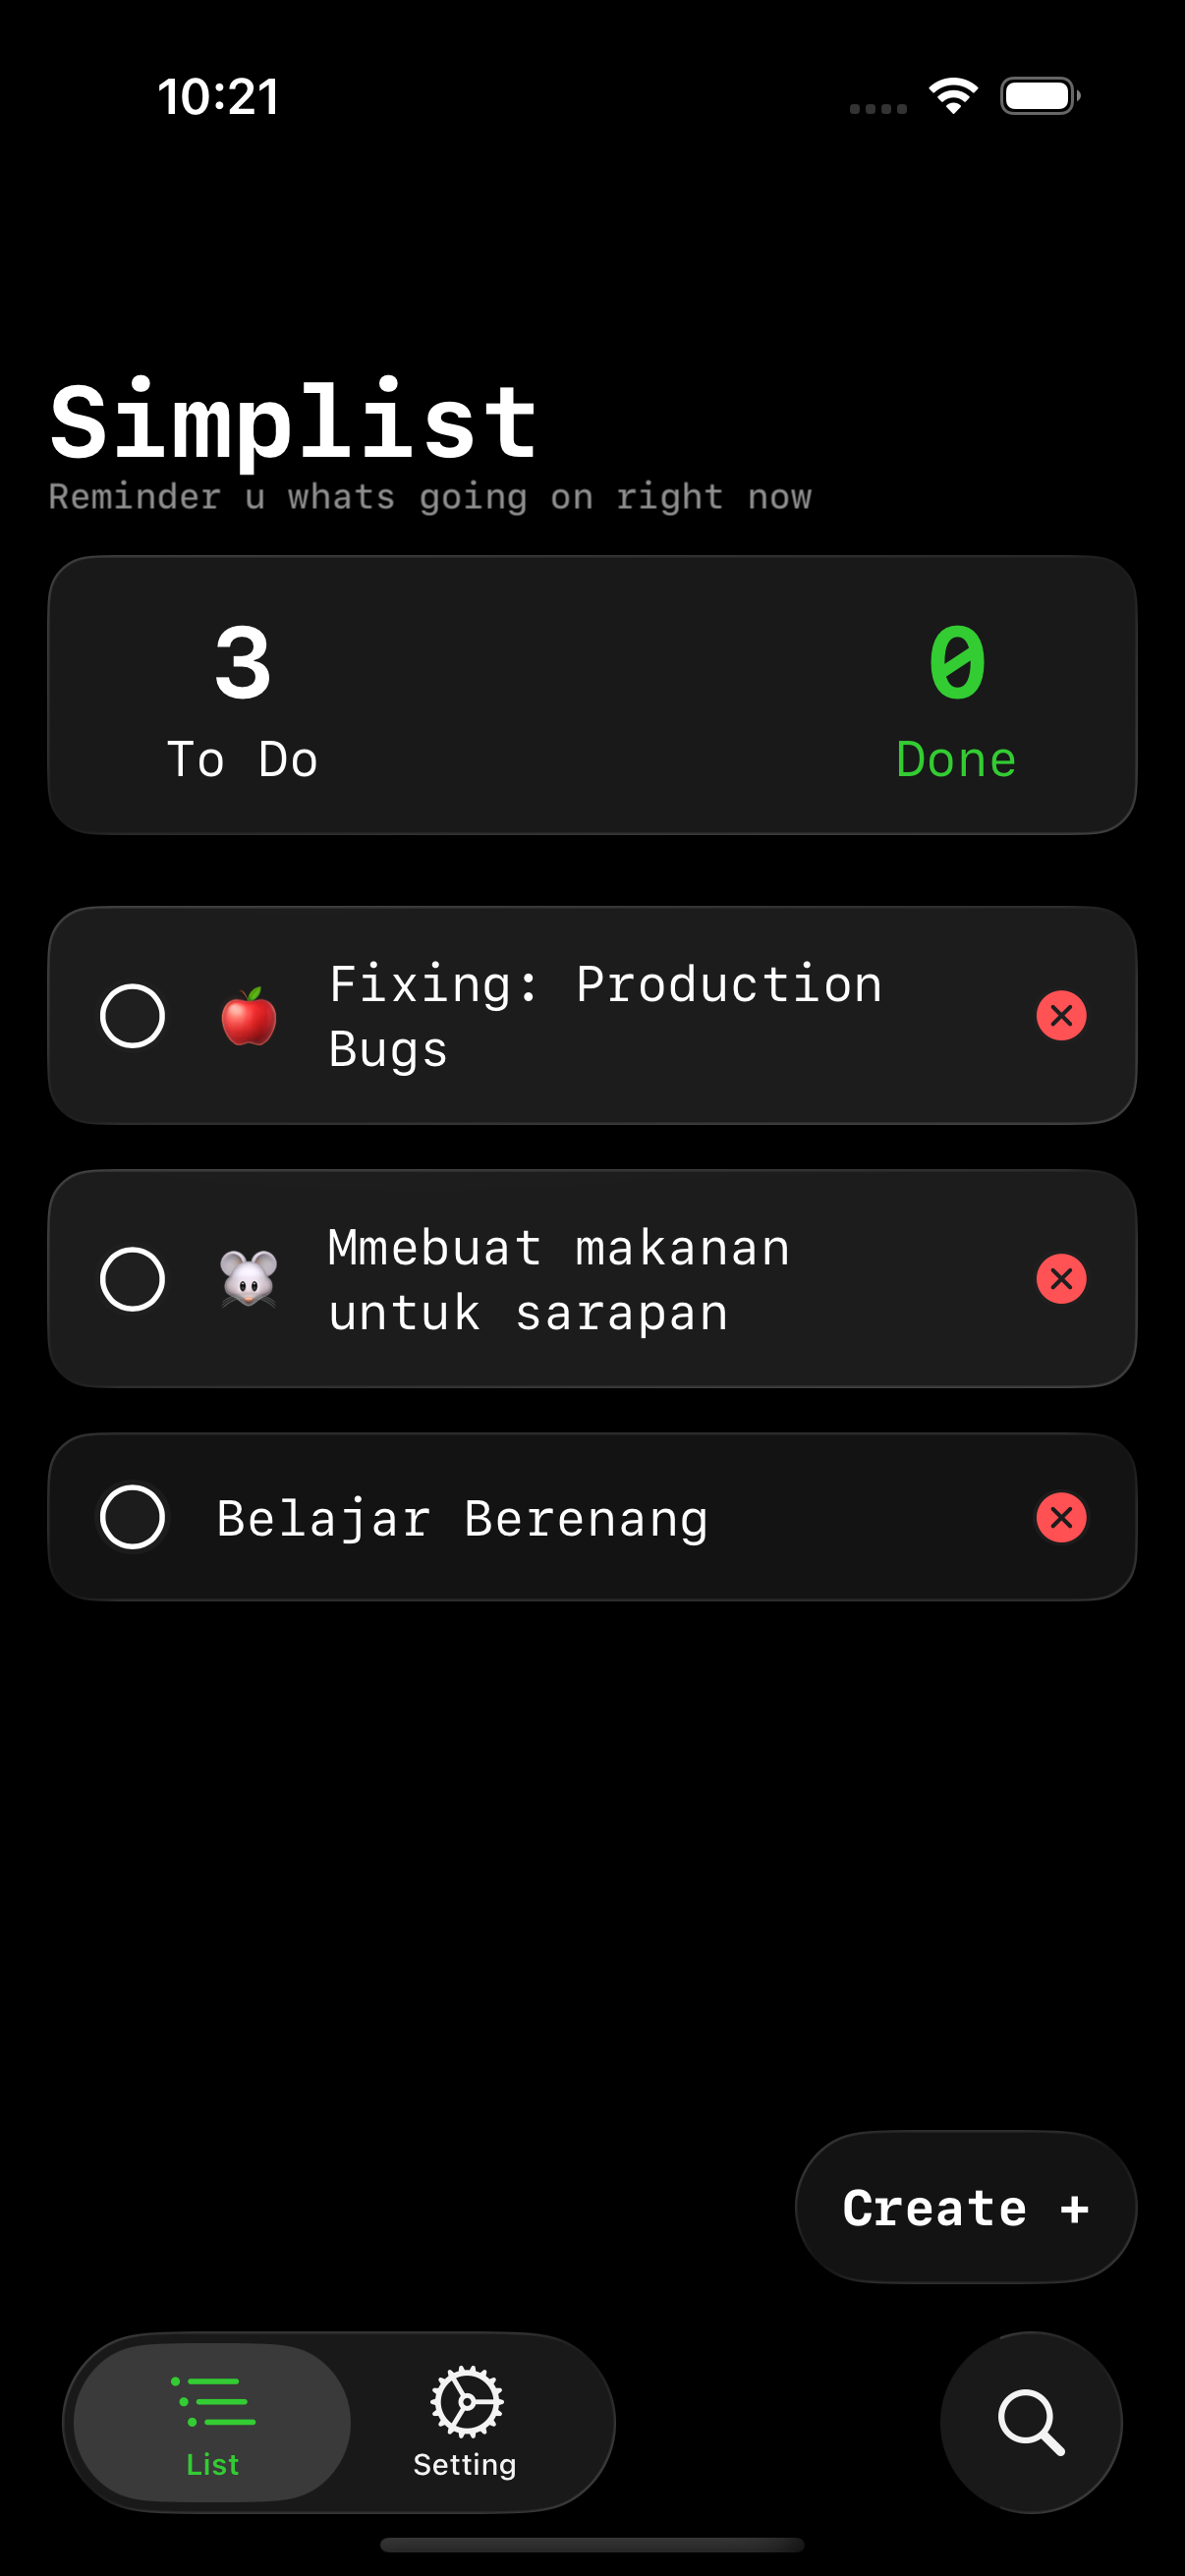 10:21
Simplist
Reminder u whats going on right now
3
0
To Do
Done
Fixing: Production
Bugs
Mmebuat makanan
untuk sarapan
Belajar Berenang
Create +
List
Setting